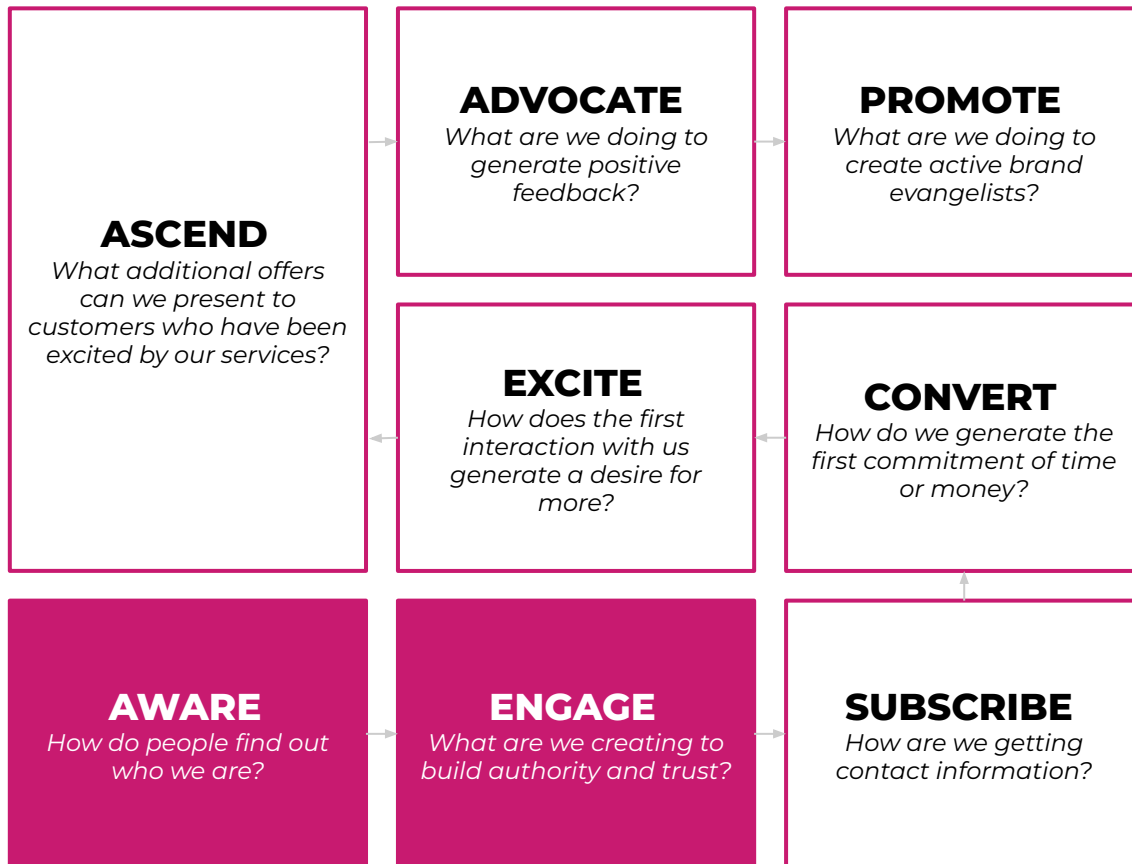 ASCEND
What additional offers
can we present to
customers who have been
excited by our services?
ADVOCATE
What are we doing to
generate positive
feedback?
PROMOTE
What are we doing to
create active brand
evangelists?
EXCITE
How does the first
interaction with us
generate a desire for
more?
CONVERT
How do we generate the
first commitment of time
or money?
AWARE
How do people find out
who we are?
ENGAGE
What are we creating to
build authority and trust?
SUBSCRIBE
How are we getting
contact information?